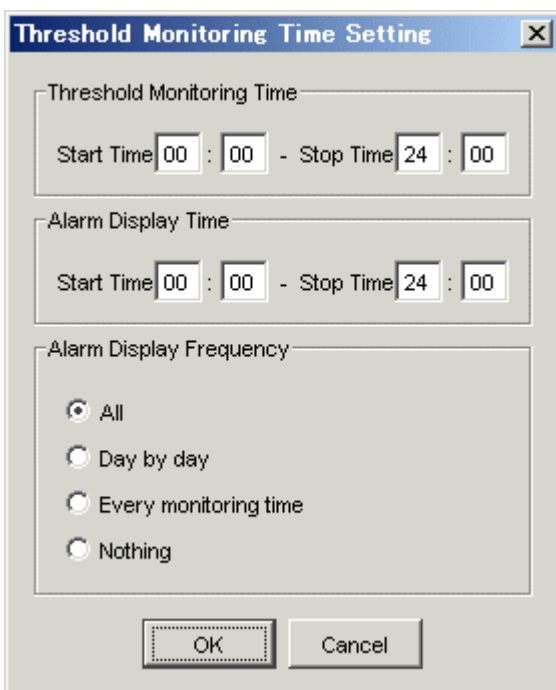 Threshold Monitoring Time Setting
Threshold Monitoring Time
Start Time 00 : 00 - Stop Time 24 : 00
Alarm Display Time
Start Time 00 : 00 - Stop Time 24 : 00
Alarm Display Frequency
All
Day by day
Every monitoring time
Nothing
OK Cancel